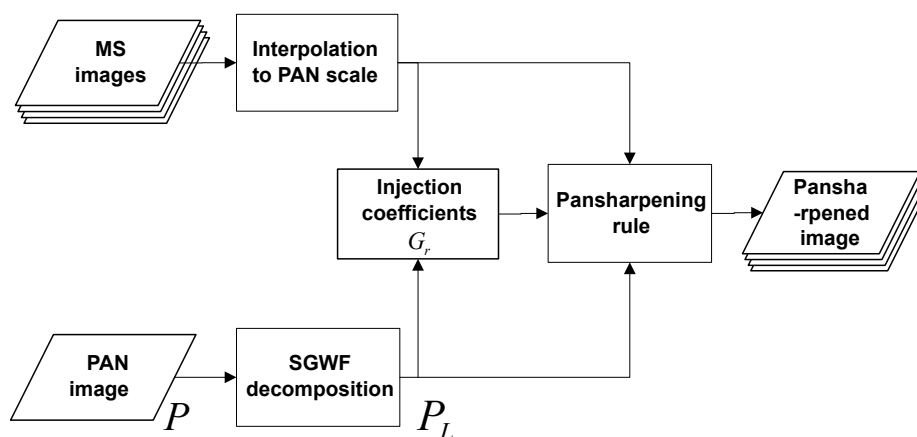 MS
images
Interpolation
to PAN scale
Injection
coefficients
G_r
Pansharpening
rule
Pansha
-rpened
image
PAN
image
P
SGWF
decomposition
P_L